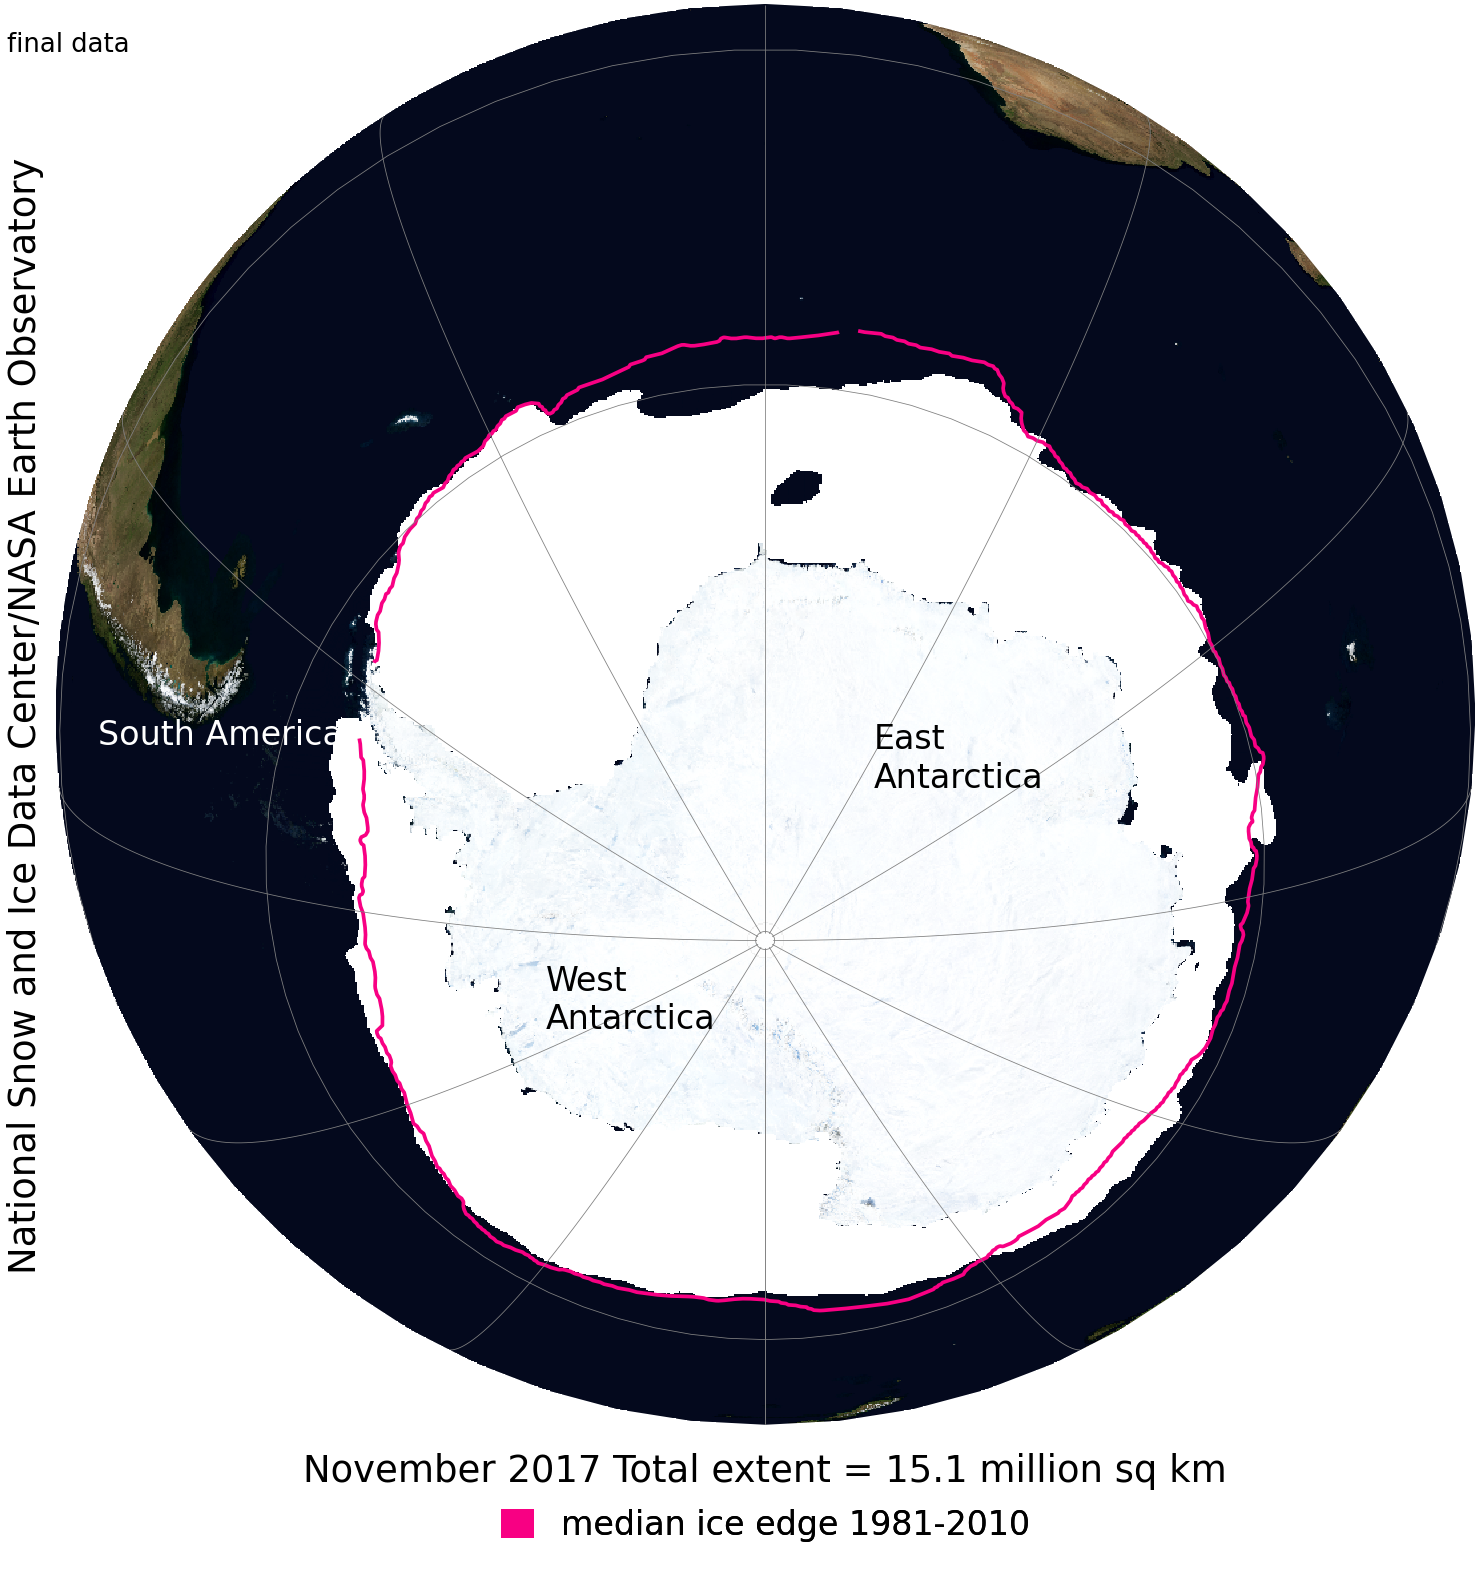 final data
National Snow and Ice Data Center/NASA Earth Observatory
South America
East
Antarctica
West
Antarctica
November 2017 Total extent = 15.1 million sq km
median ice edge 1981-2010